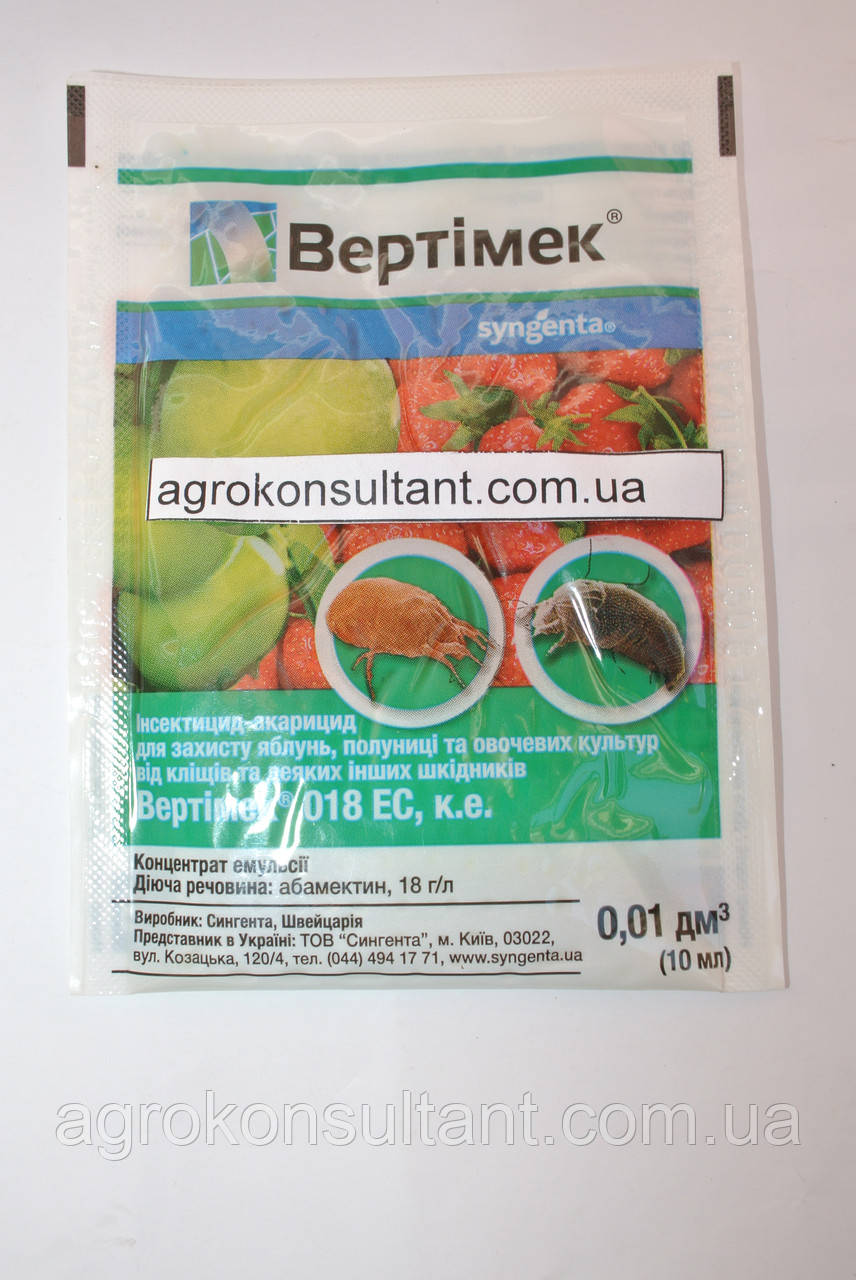 Вертімек®
syngenta®
agrokonsultant.com.ua
Інсектицид-акарицид
для захисту яблунь, полуниці та овочевих культур
від кліщів та деяких інших шкідників
Вертімек® 018 ЕС, к.е.
Концентрат емульсії
Діюча речовина: абамектин, 18 г/л
Виробник: Сингента, Швейцарія
Представник в Україні: ТОВ “Сингента”, м. Київ, 03022,
вул. Козацька, 120/4, тел. (044) 494 17 71, www.syngenta.ua
0,01 дм³
(10 мл)
agrokonsultant.com.ua